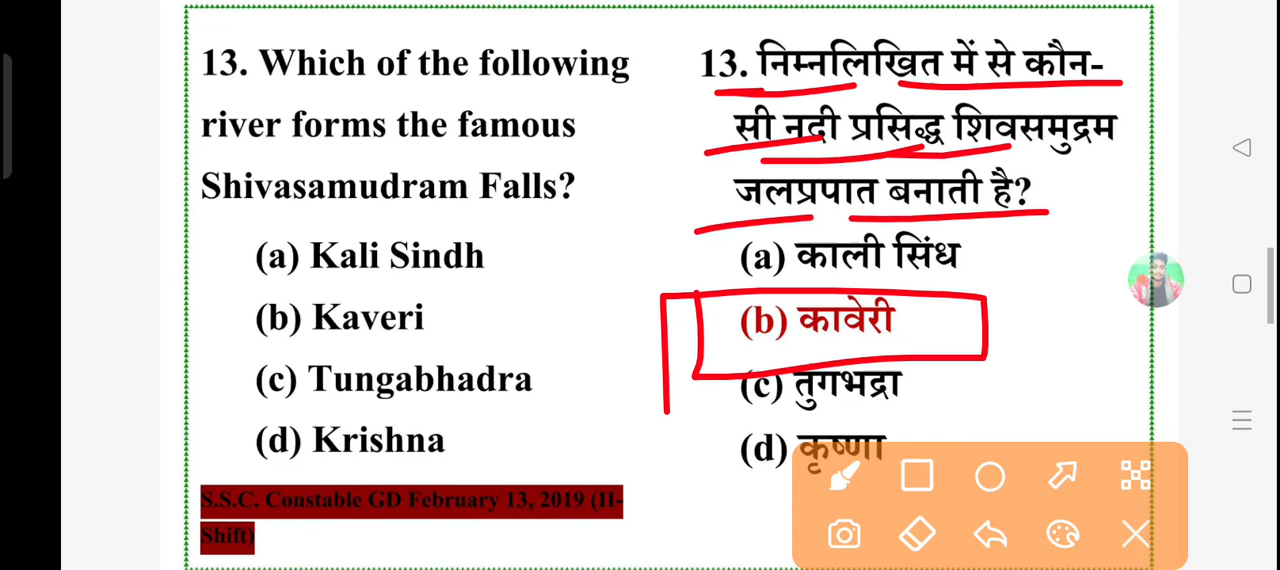 13. Which of the following
river forms the famous
Shivasamudram Falls?
(a) Kali Sindh
(b) Kaveri
(c) Tungabhadra
(d) Krishna
S.S.C. Constable GD February 13, 2019 (II-
Shift)
13. निम्नलिखित में से कौन-
सी नदी प्रसिद्ध शिवसमुद्रम
जलप्रपात बनाती है?
(a) काली सिंध
(b) कावेरी
(c) तुगभद्रा
(d) कृष्णा